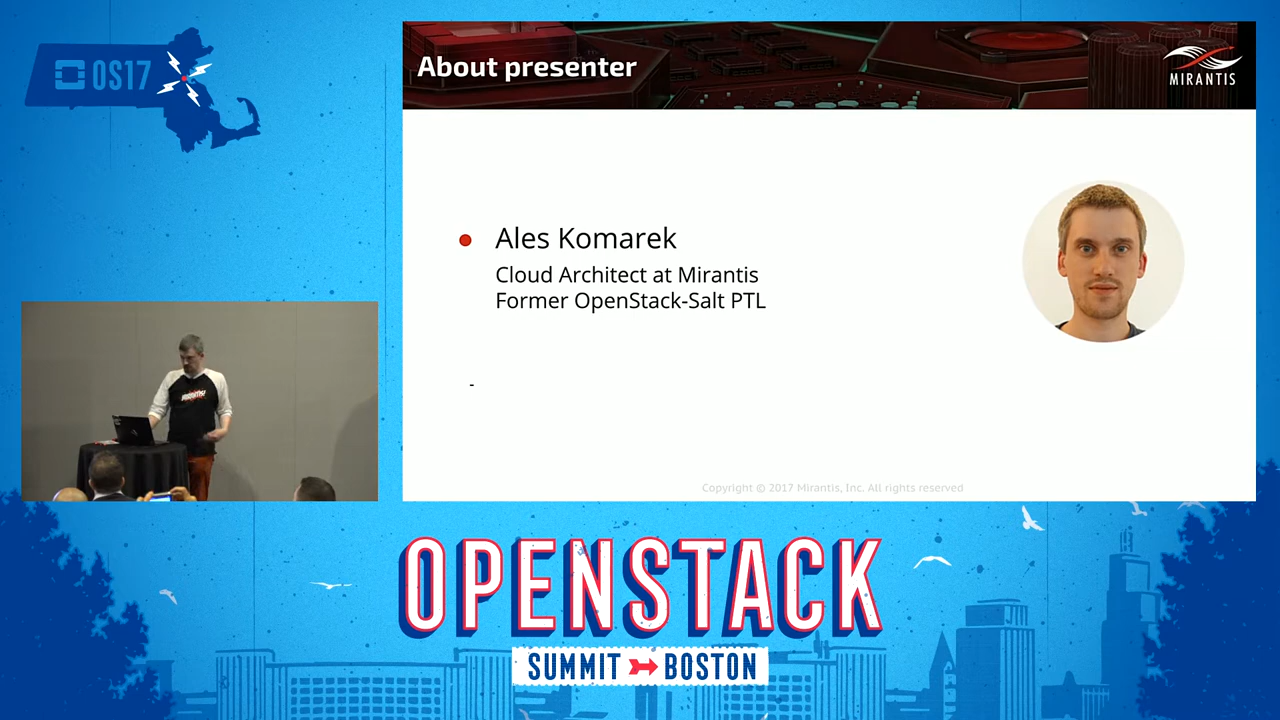 OS17
About presenter
MIRANTIS
Ales Komarek
Cloud Architect at Mirantis
Former OpenStack-Salt PTL
-
MIRANTIS
Copyright © 2017 Mirantis, Inc. All rights reserved
OPENSTACK
SUMMIT BOSTON